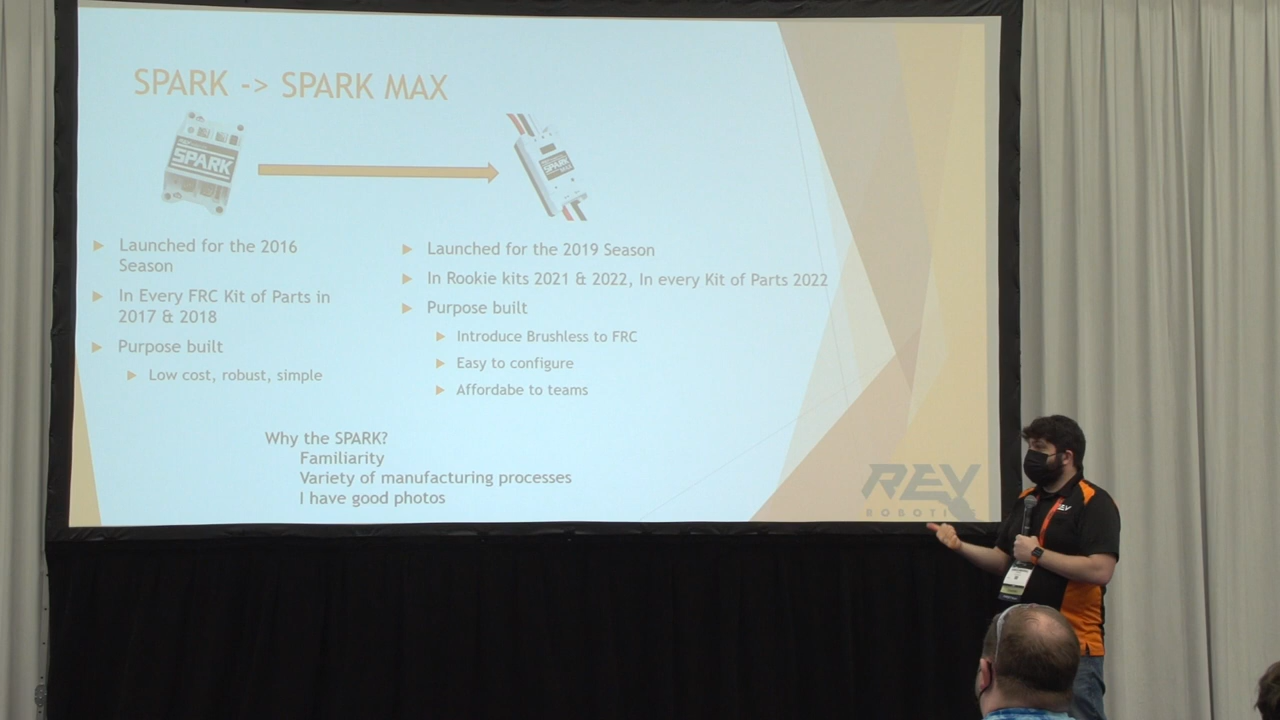 SPARK -> SPARK MAX
SPARK
SPARK
Launched for the 2016
Season
In Every FRC Kit of Parts in
2017 & 2018
Purpose built
Low cost, robust, simple
Launched for the 2019 Season
In Rookie kits 2021 & 2022, In every Kit of Parts 2022
Purpose built
Introduce Brushless to FRC
Easy to configure
Affordabe to teams
Why the SPARK?
Familiarity
Variety of manufacturing processes
I have good photos
REV
REV